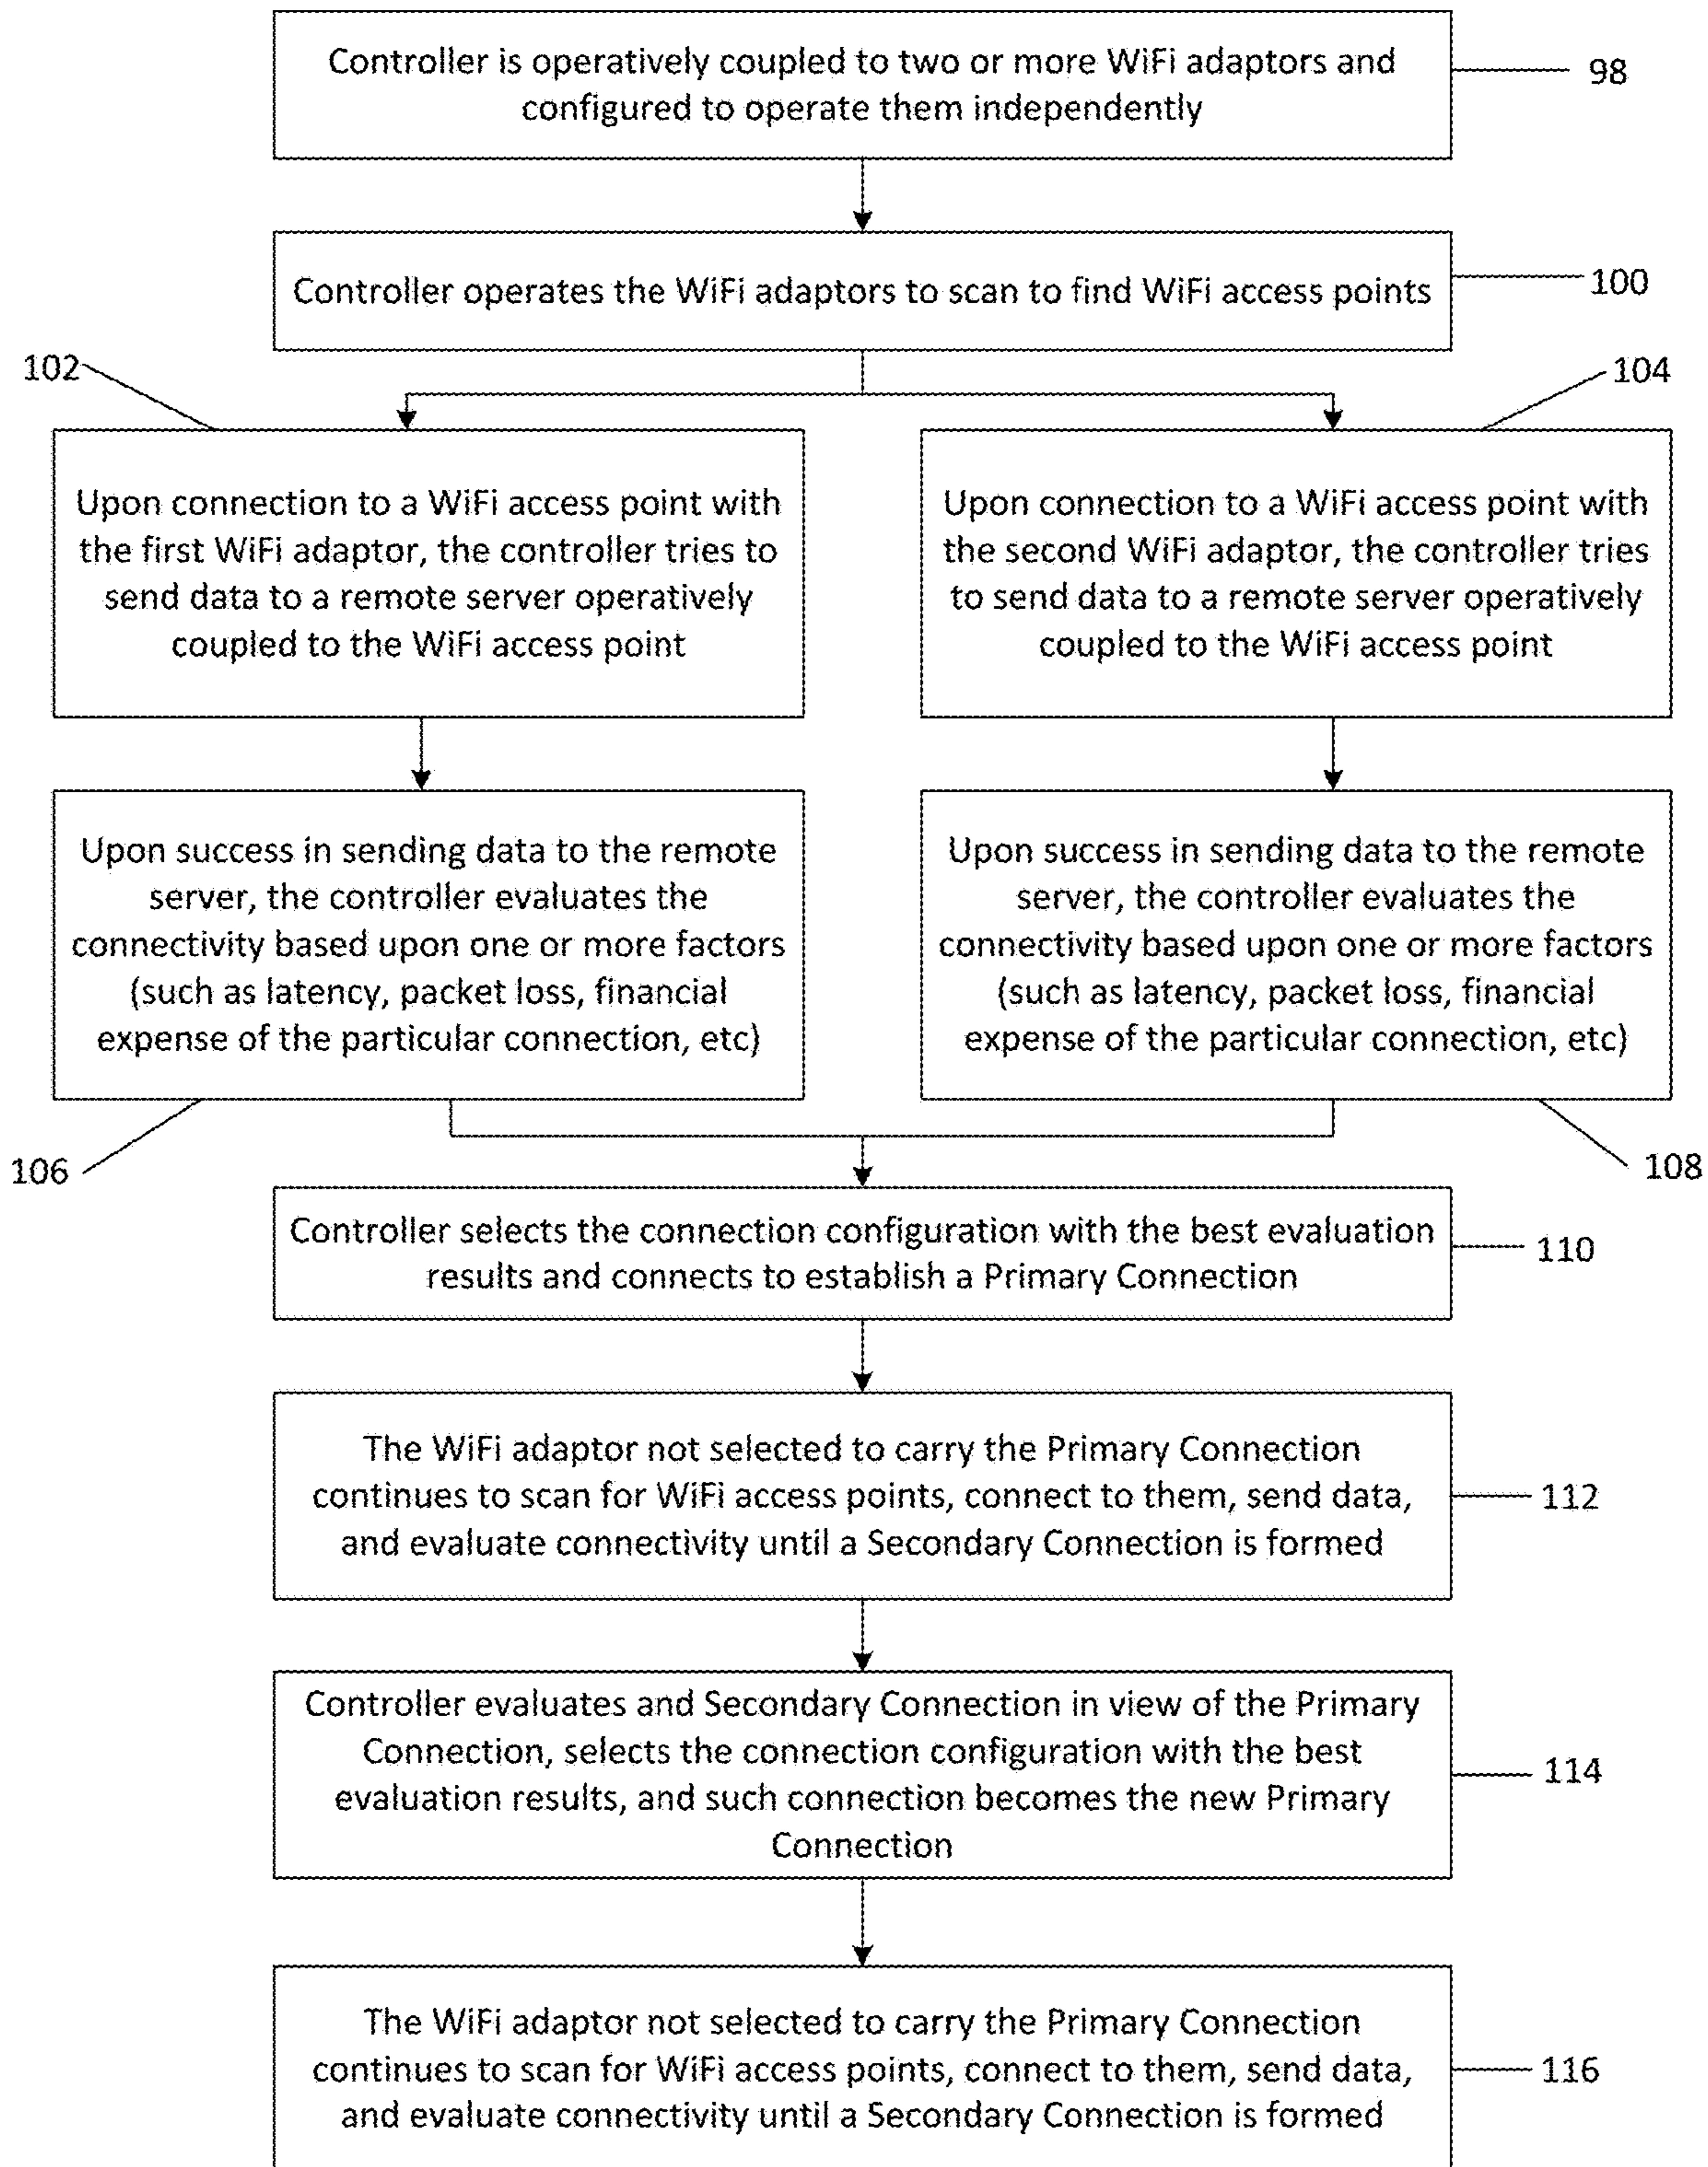 Controller is operatively coupled to two or more WiFi adaptors and
configured to operate them independently
98
Controller operates the WiFi adaptors to scan to find WiFi access points
100
102
104
Upon connection to a WiFi access point with
the first WiFi adaptor, the controller tries to
send data to a remote server operatively
coupled to the WiFi access point
Upon connection to a WiFi access point with
the second WiFi adaptor, the controller tries
to send data to a remote server operatively
coupled to the WiFi access point
Upon success in sending data to the remote
server, the controller evaluates the
connectivity based upon one or more factors
(such as latency, packet loss, financial
expense of the particular connection, etc)
Upon success in sending data to the remote
server, the controller evaluates the
connectivity based upon one or more factors
(such as latency, packet loss, financial
expense of the particular connection, etc)
106
108
Controller selects the connection configuration with the best evaluation
results and connects to establish a Primary Connection
110
The WiFi adaptor not selected to carry the Primary Connection
continues to scan for WiFi access points, connect to them, send data,
and evaluate connectivity until a Secondary Connection is formed
112
Controller evaluates and Secondary Connection in view of the Primary
Connection, selects the connection configuration with the best
evaluation results, and such connection becomes the new Primary
Connection
114
The WiFi adaptor not selected to carry the Primary Connection
continues to scan for WiFi access points, connect to them, send data,
and evaluate connectivity until a Secondary Connection is formed
116